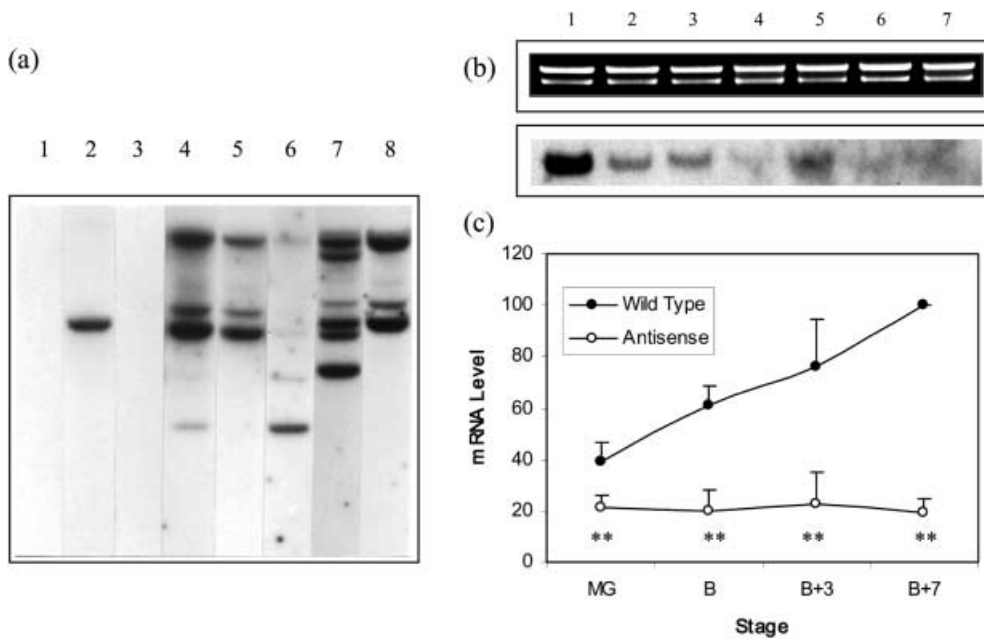 (a)
1 2 3 4 5 6 7 8
(b)
1 2 3 4 5 6 7
(c)
120
100
80
60
40
20
0
mRNA Level
Wild Type
Antisense
** ** ** **
MG B B+3 B+7
Stage